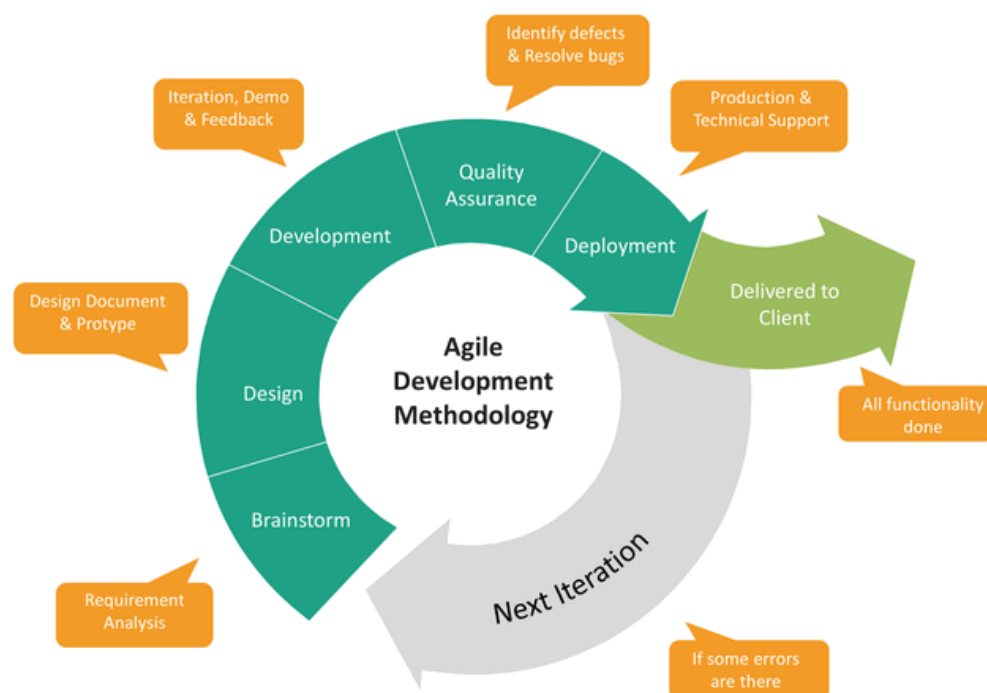 Identify defects
& Resolve bugs
Iteration, Demo
& Feedback
Production &
Technical Support
Quality
Assurance
Development
Deployment
Design Document
& Protype
Delivered to
Client
Agile
Development
Methodology
Design
All functionality
done
Brainstorm
Next Iteration
Requirement
Analysis
If some errors
are there